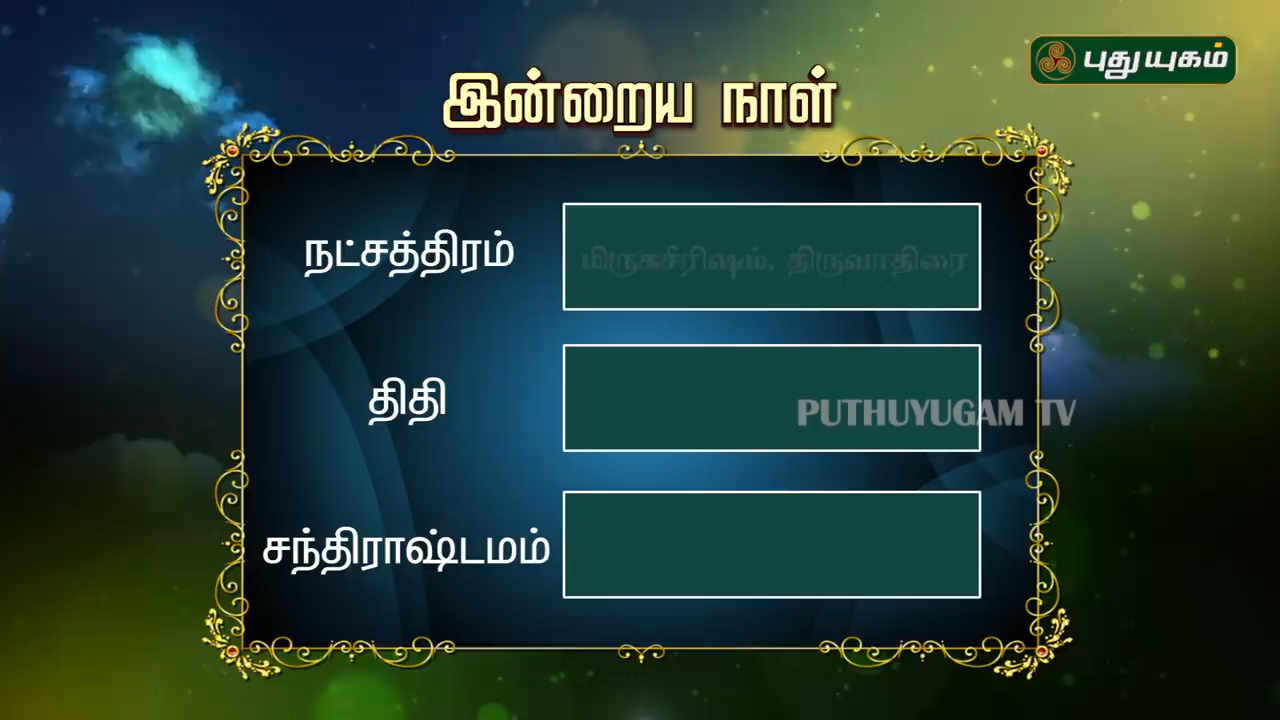 புதுயுகம்
இன்றைய நாள்
நட்சத்திரம்
மிருகசீரிஷம், திருவாதிரை
திதி
PUTHUYUGAM TV
சந்திராஷ்டமம்